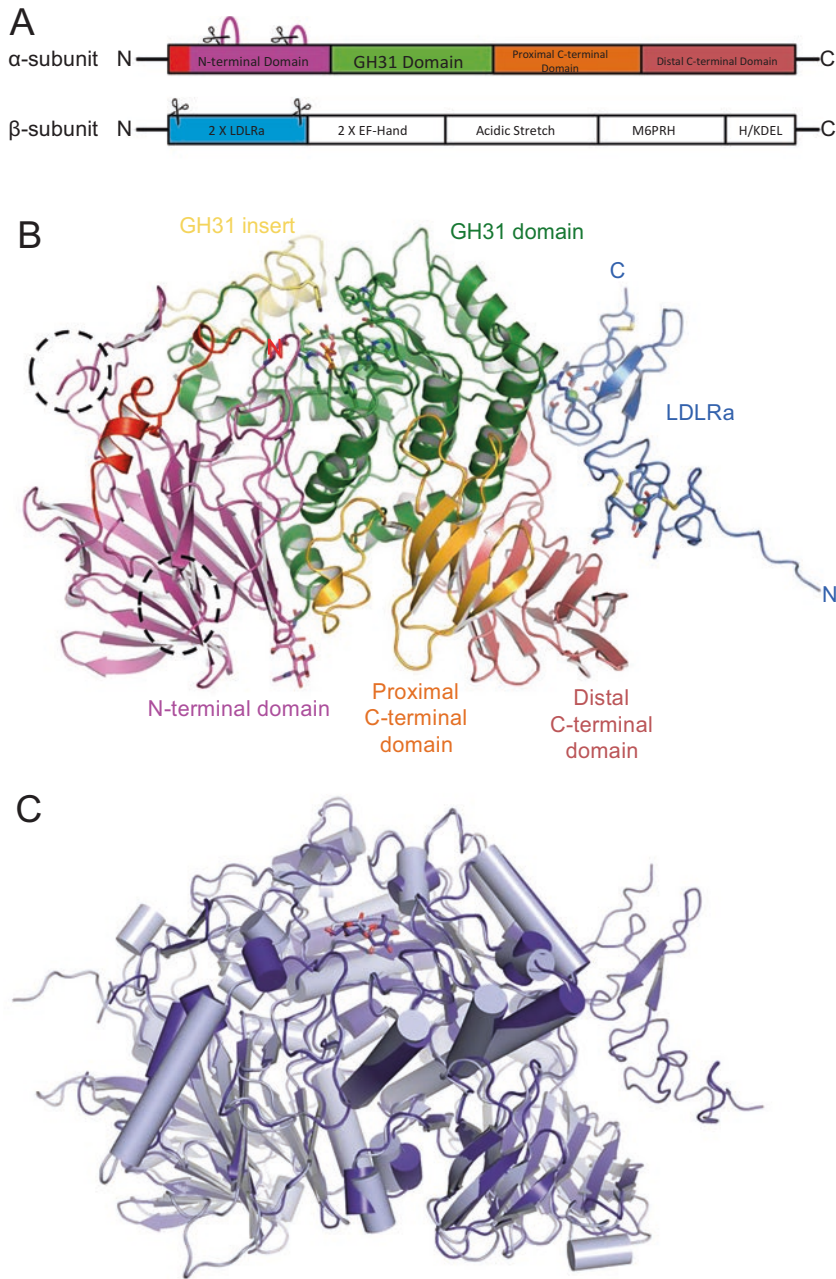 A
α-subunit N N-terminal Domain GH31 Domain Proximal C-terminal Domain Distal C-terminal Domain C
β-subunit N 2 X LDLRa 2 X EF-Hand Acidic Stretch M6PRH H/KDEL C
B
GH31 insert
GH31 domain
C
N
LDLRa
N
N-terminal domain
Proximal
C-terminal
domain
Distal
C-terminal
domain
C